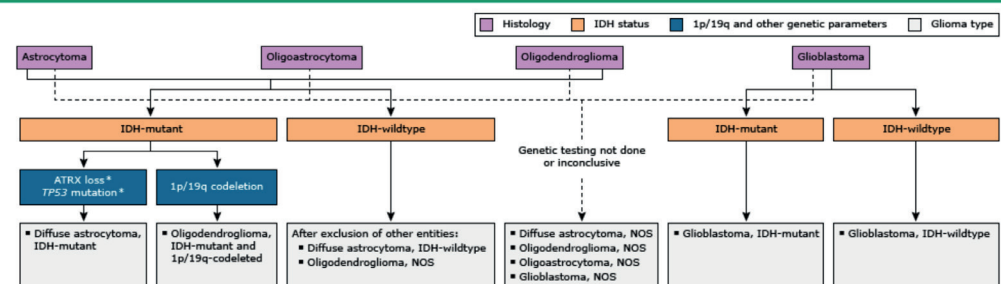 Histology
IDH status
1p/19q and other genetic parameters
Glioma type
Astrocytoma
Oligoastrocytoma
Oligodendroglioma
Glioblastoma
IDH-mutant
IDH-wildtype
Genetic testing not done
or inconclusive
IDH-mutant
IDH-wildtype
ATRX loss*
TP53 mutation*
1p/19q codeletion
▪ Diffuse astrocytoma,
IDH-mutant
▪ Oligodendroglioma,
IDH-mutant and
1p/19q-codeleted
After exclusion of other entities:
▪ Diffuse astrocytoma, IDH-wildtype
▪ Oligodendroglioma, NOS
▪ Diffuse astrocytoma, NOS
▪ Oligodendroglioma, NOS
▪ Oligoastrocytoma, NOS
▪ Glioblastoma, NOS
▪ Glioblastoma, IDH-mutant
▪ Glioblastoma, IDH-wildtype